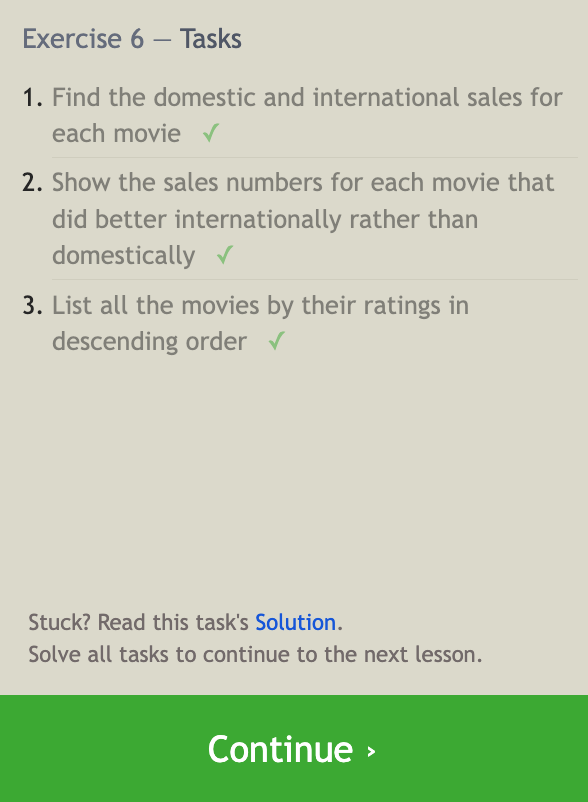 Exercise 6 — Tasks
1. Find the domestic and international sales for
each movie ✓
2. Show the sales numbers for each movie that
did better internationally rather than
domestically ✓
3. List all the movies by their ratings in
descending order ✓
Stuck? Read this task's Solution.
Solve all tasks to continue to the next lesson.
Continue ›